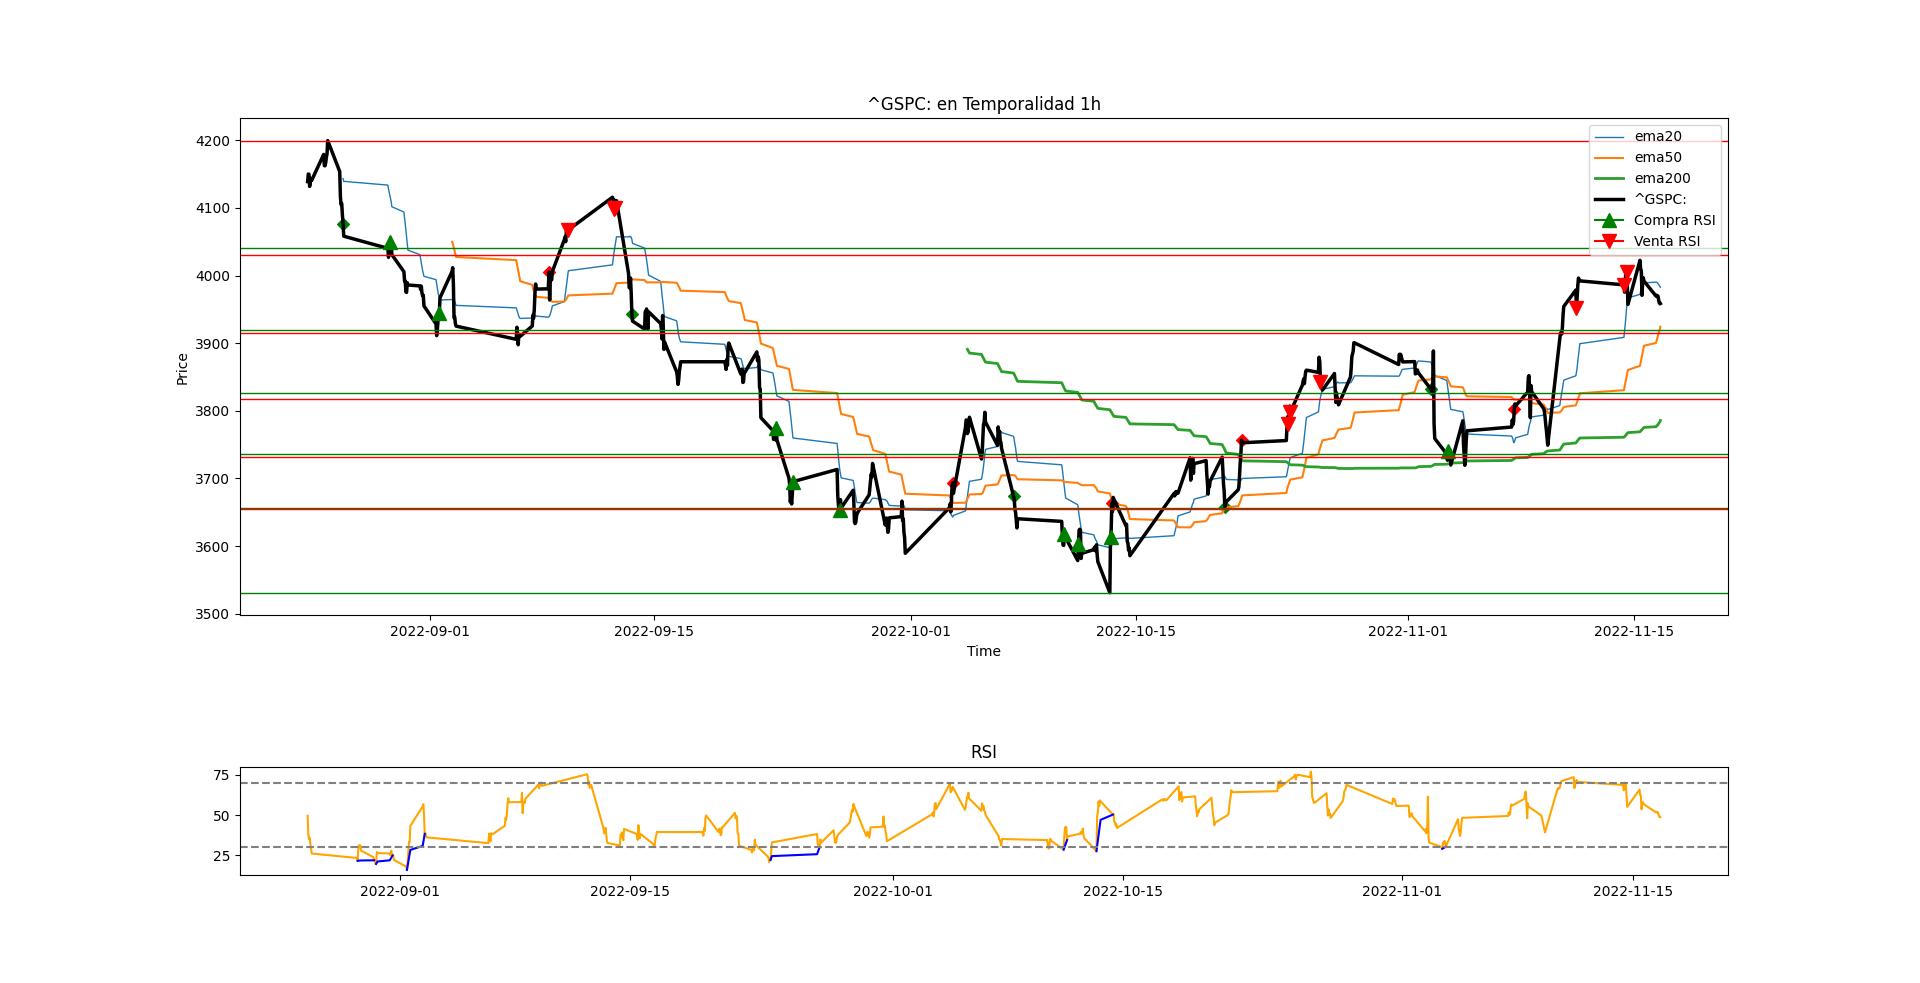 ^GSPC: en Temporalidad 1h
4200
4100
4000
3900
3800
3700
3600
3500
Price
ema20
ema50
ema200
^GSPC:
Compra RSI
Venta RSI
2022-09-01
2022-09-15
2022-10-01
2022-10-15
2022-11-01
2022-11-15
Time
RSI
75
50
25
2022-09-01
2022-09-15
2022-10-01
2022-10-15
2022-11-01
2022-11-15